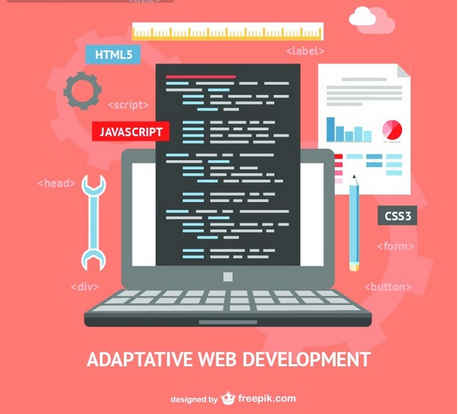 HTML5
<label>
<script>
JAVASCRIPT
<head>
CSS3
<form>
<div>
<button>
ADAPTATIVE WEB DEVELOPMENT
designed by freepik.com